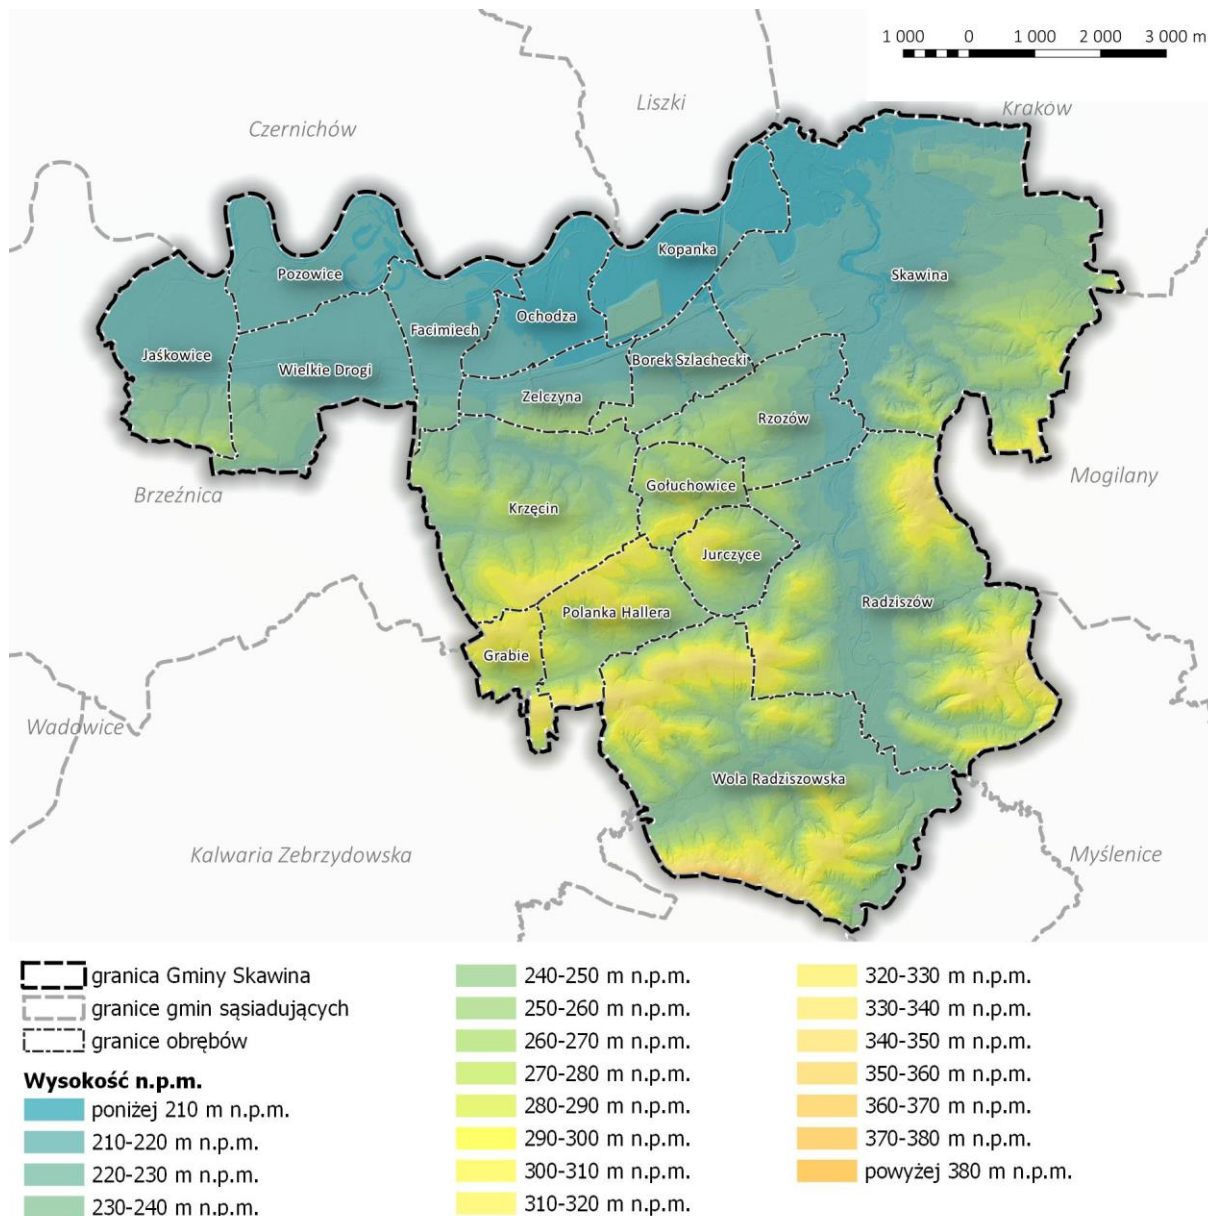 1 000 0 1 000 2 000 3 000 m
Liszki
Kraków
Czernichów
Kopanka
Pozowice
Skawina
Ochodza
Facimiech
Jaśkowice
Borek Szlachecki
Wielkie Drogi
Zelczyna
Rzozów
Mogilany
Gołuchowice
Brzeźnica
Krzęcin
Jurczyce
Radziszów
Polanka Hallera
Grabie
Wadowice
Wola Radziszowska
Kalwaria Zebrzydowska
Myślenice
granica Gminy Skawina
granice gmin sąsiadujących
granice obrębów
Wysokość n.p.m.
poniżej 210 m n.p.m.
210-220 m n.p.m.
220-230 m n.p.m.
230-240 m n.p.m.
240-250 m n.p.m.
250-260 m n.p.m.
260-270 m n.p.m.
270-280 m n.p.m.
280-290 m n.p.m.
290-300 m n.p.m.
300-310 m n.p.m.
310-320 m n.p.m.
320-330 m n.p.m.
330-340 m n.p.m.
340-350 m n.p.m.
350-360 m n.p.m.
360-370 m n.p.m.
370-380 m n.p.m.
powyżej 380 m n.p.m.